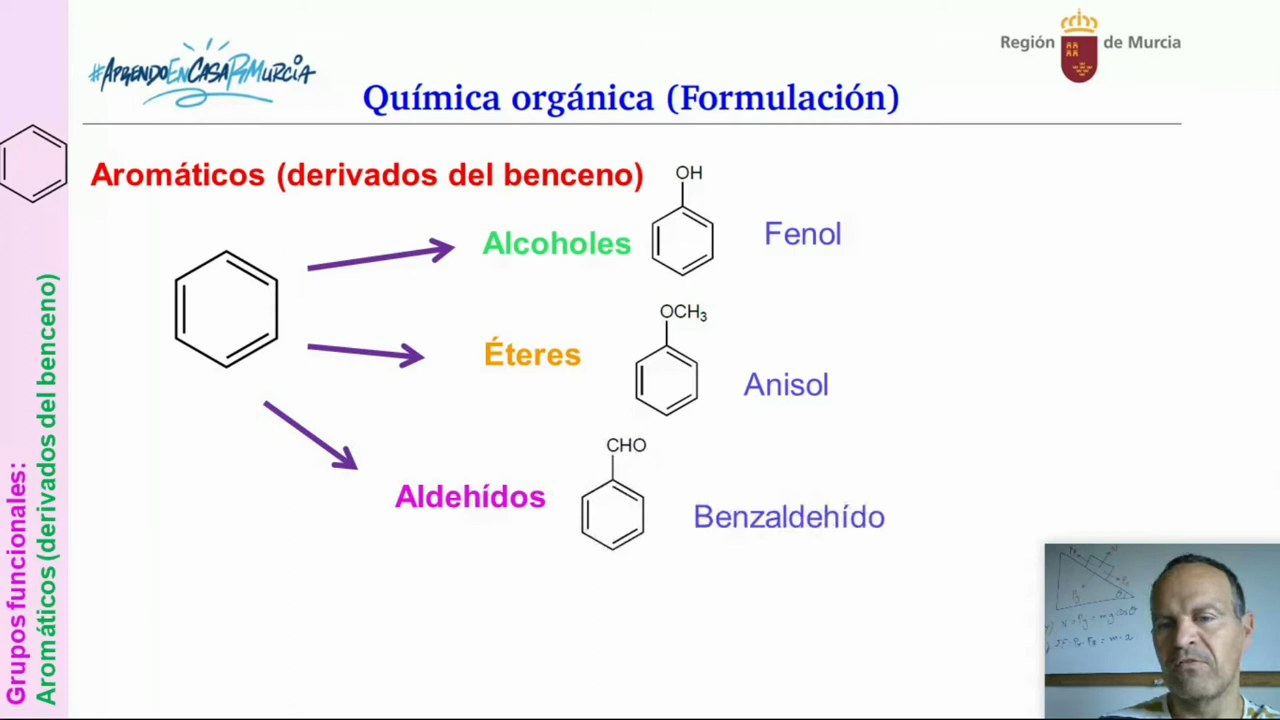 #AprendoEnCasaRMurcia
Región de Murcia
Química orgánica (Formulación)
Aromáticos (derivados del benceno)
OH
Alcoholes
Fenol
OCH₃
Éteres
Anisol
CHO
Aldehídos
Benzaldehído
Grupos funcionales:
Aromáticos (derivados del benceno)